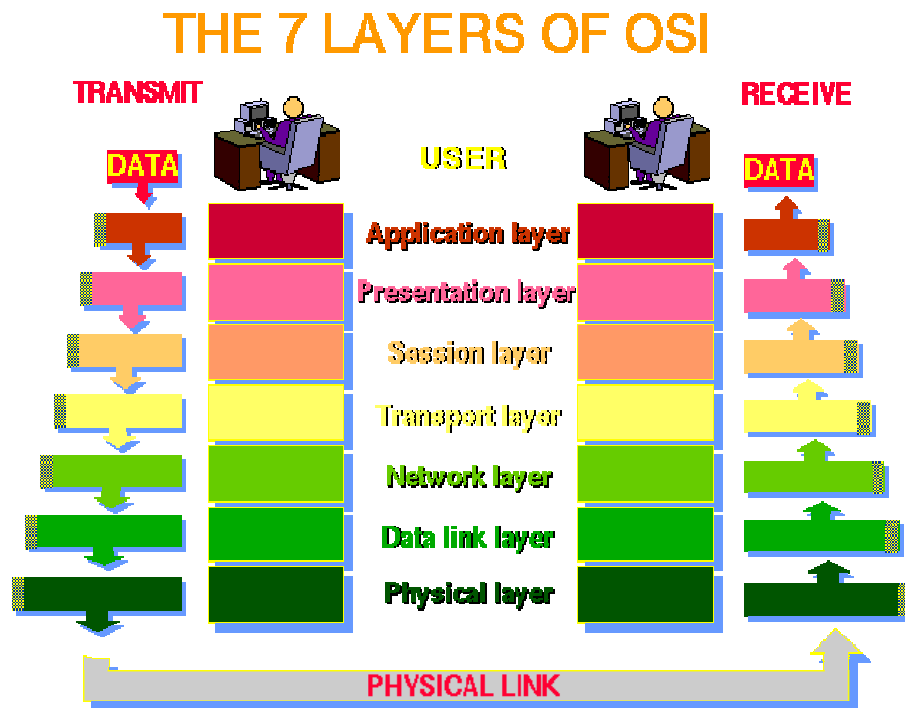 THE 7 LAYERS OF OSI
TRANSMIT
RECEIVE
DATA
USER
DATA
Application layer
Presentation layer
Session layer
Transport layer
Network layer
Data link layer
Physical layer
PHYSICAL LINK